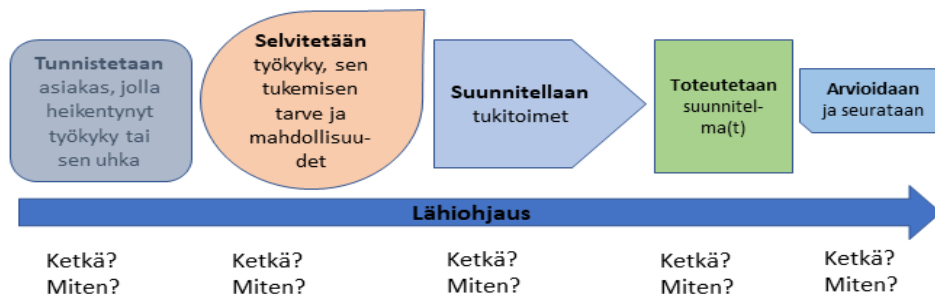 Tunnistetaan
asiakas, jolla
heikentynyt
työkyky tai
sen uhka
Selvitetään
työkyky, sen
tukemisen
tarve ja
mahdollisuu-
det
Suunnitellaan
tukitoimet
Toteutetaan
suunnitel-
ma(t)
Arvioidaan
ja seurataan
Lähiohjaus
Ketkä?
Miten?
Ketkä?
Miten?
Ketkä?
Miten?
Ketkä?
Miten?
Ketkä?
Miten?